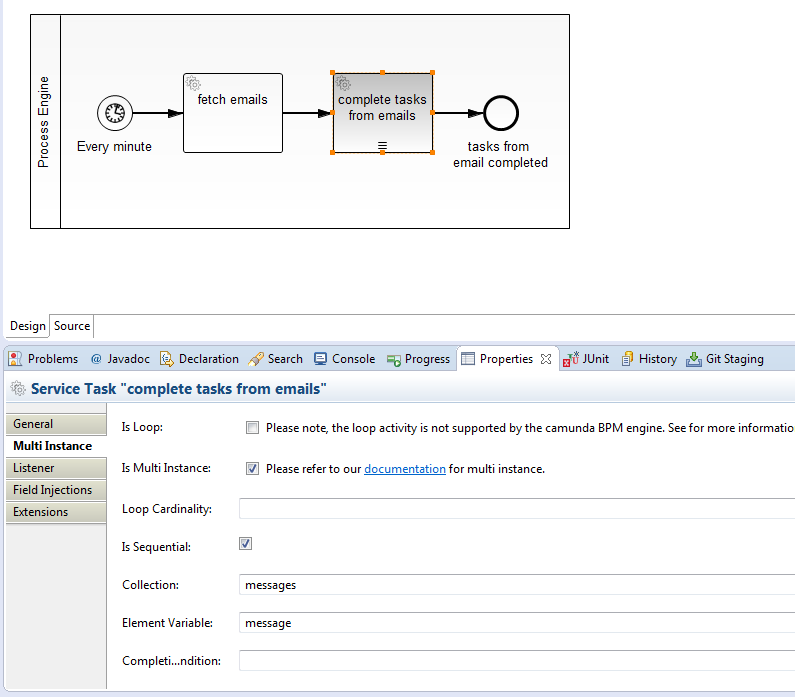 Process Engine
fetch emails
complete tasks
from emails
Every minute
tasks from
email completed
Design
Source
Problems
@ Javadoc
Declaration
Search
Console
Progress
Properties
JUnit
History
Git Staging
Service Task "complete tasks from emails"
General
Multi Instance
Listener
Field Injections
Extensions
Is Loop:
Please note, the loop activity is not supported by the camunda BPM engine. See for more informatio
Is Multi Instance:
Please refer to our documentation for multi instance.
Loop Cardinality:
Is Sequential:
Collection:
messages
Element Variable:
message
Completi...ndition: